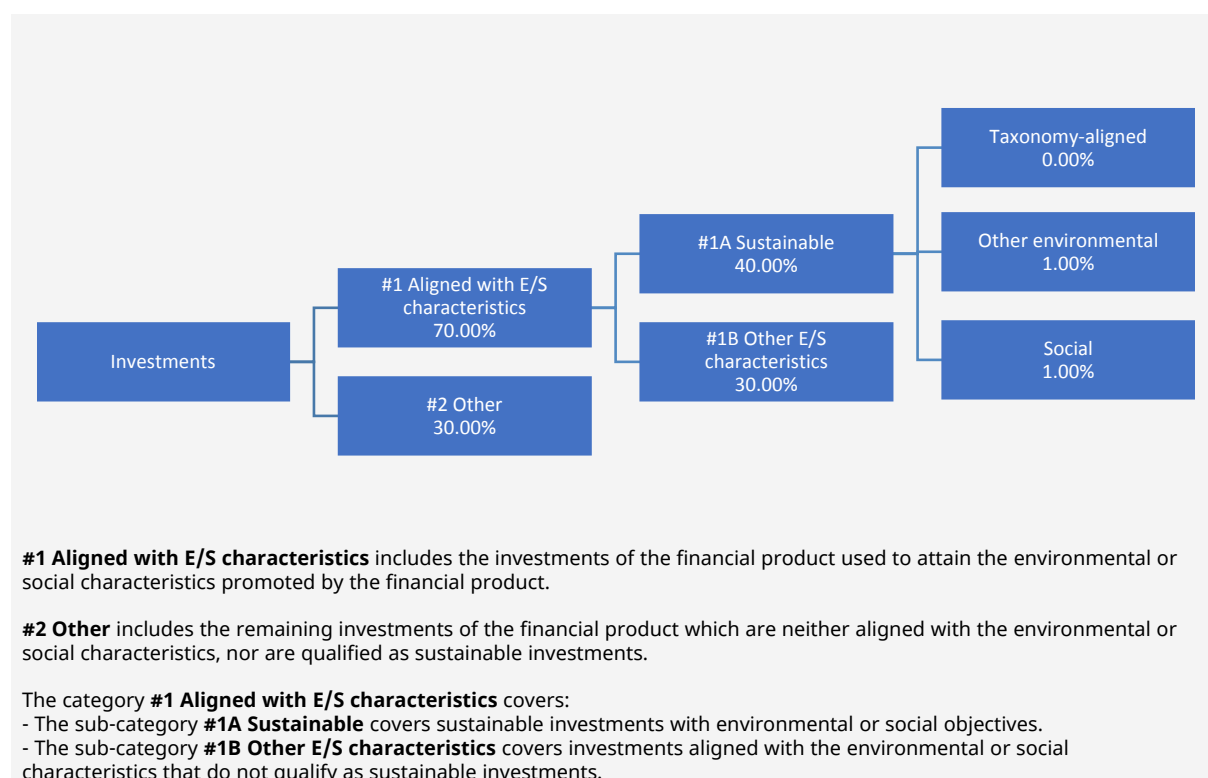 Taxonomy-aligned
0.00%
#1A Sustainable
40.00%
Other environmental
1.00%
#1 Aligned with E/S
characteristics
70.00%
Investments
#1B Other E/S
characteristics
30.00%
Social
1.00%
#2 Other
30.00%
#1 Aligned with E/S characteristics includes the investments of the financial product used to attain the environmental or
social characteristics promoted by the financial product.
#2 Other includes the remaining investments of the financial product which are neither aligned with the environmental or
social characteristics, nor are qualified as sustainable investments.
The category #1 Aligned with E/S characteristics covers:
- The sub-category #1A Sustainable covers sustainable investments with environmental or social objectives.
- The sub-category #1B Other E/S characteristics covers investments aligned with the environmental or social
characteristics that do not qualify as sustainable investments.